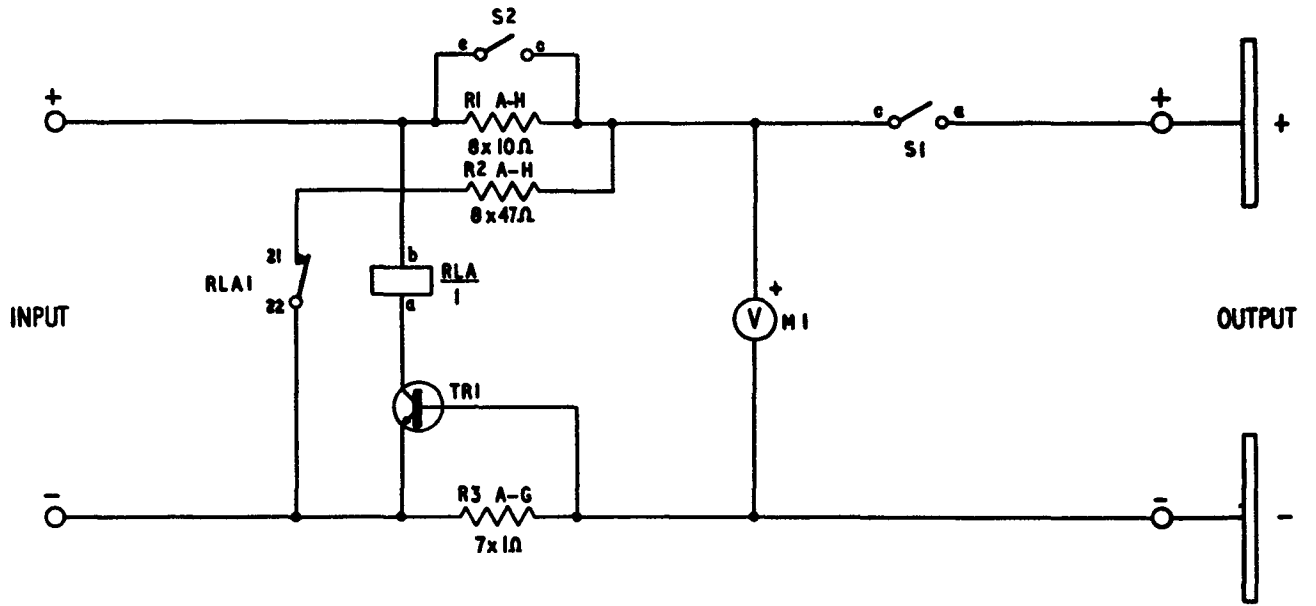 S2
e
c
+
R1 A-H
8x10Ω
R2 A-H
8x47Ω
c
a
S1
+
+
21
RLA1
22
b
RLA
1
a
INPUT
+
V
M1
OUTPUT
TR1
−
R3 A-G
7x1Ω
−
−